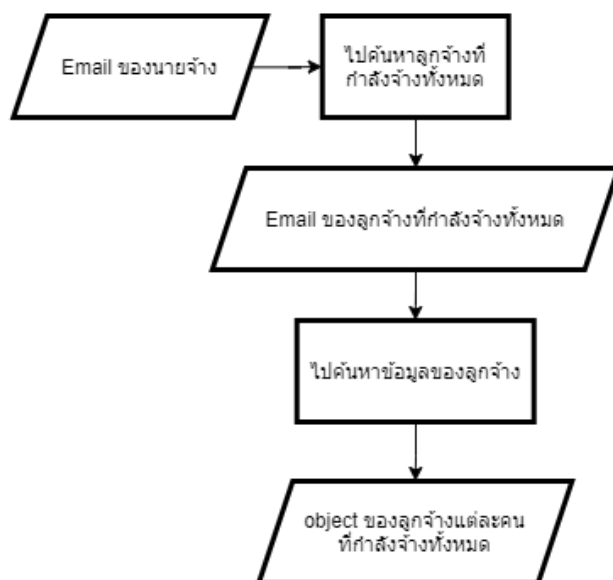 Email ของนายจ้าง
ไปค้นหาลูกจ้างที่
กำลังจ้างทั้งหมด
Email ของลูกจ้างที่กำลังจ้างทั้งหมด
ไปค้นหาข้อมูลของลูกจ้าง
object ของลูกจ้างแต่ละคน
ที่กำลังจ้างทั้งหมด